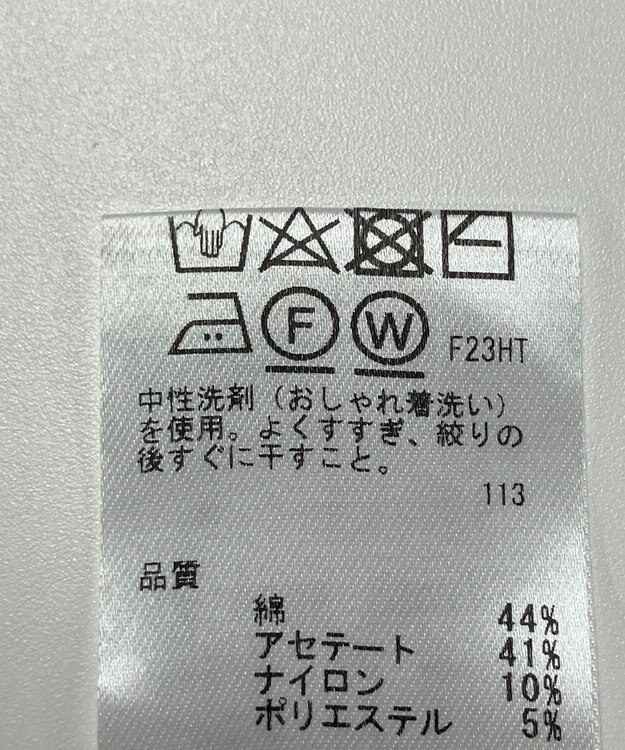 F
W
F23HT
中性洗剤（おしゃれ着洗い）
を使用。よくすすぎ、絞りの
後すぐに干すこと。
113
品質
綿 44%
アセテート 41%
ナイロン 10%
ポリエステル 5%